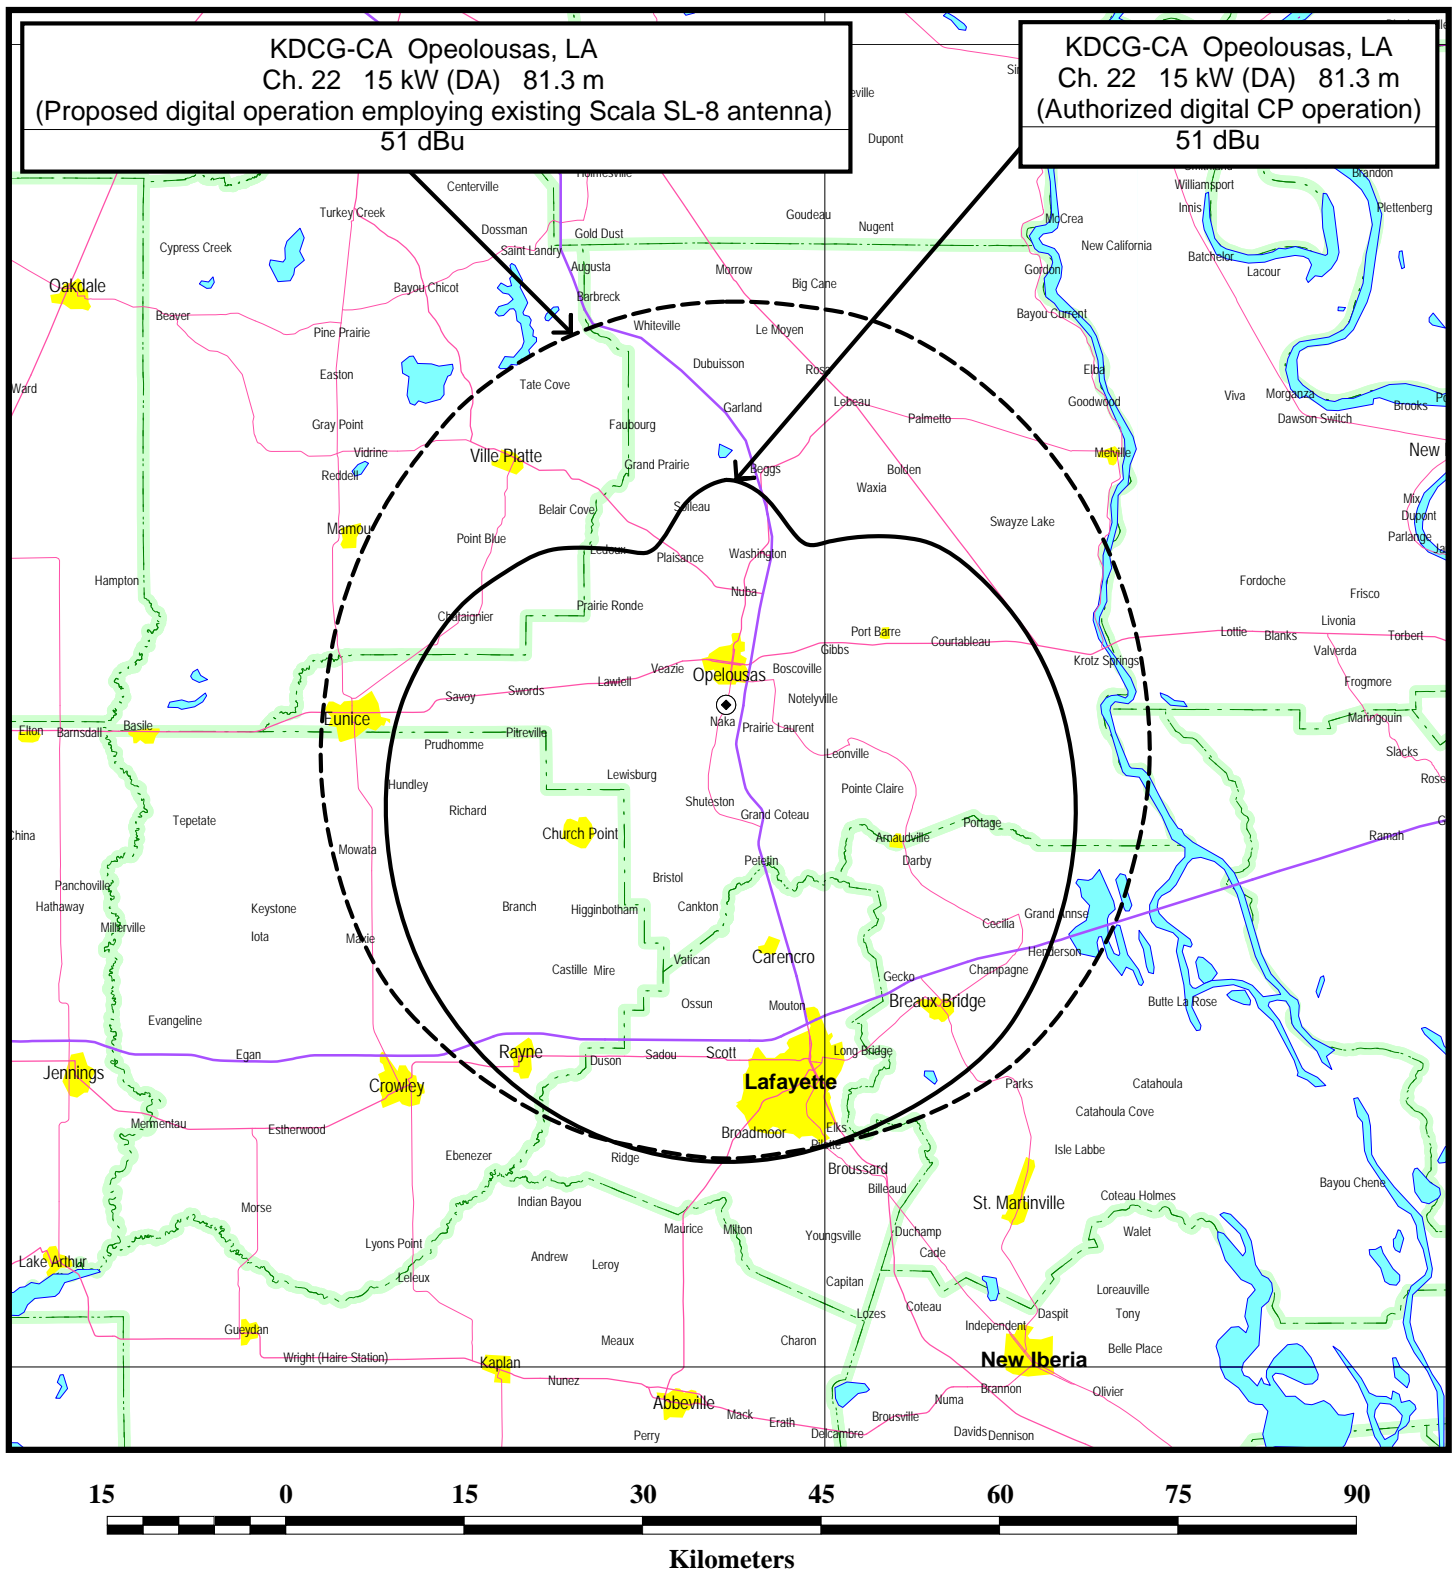 KDCG-CA Opeolousas, LA
Ch. 22 15 kW (DA) 81.3 m
(Proposed digital operation employing existing Scala SL-8 antenna)
51 dBu
KDCG-CA Opeolousas, LA
Ch. 22 15 kW (DA) 81.3 m
(Authorized digital CP operation)
51 dBu
Dupont
Brandon
Centerville
Williamsport
Innis
Plettenberg
Turkey Creek
Goudeau
McCrea
Nugent
Dossman
Gold Dust
Cypress Creek
Saint Landry
New California
Batchelor
Augusta
Morrow
Gordon
Lacour
Oakdale
Bayou Chicot
Big Cane
Barbreck
Beaver
Bayou Current
Pine Prairie
Whiteville
Le Moyen
Dubuisson
Rosa
Elba
Easton
Tate Cove
Ward
Viva
Morganza
Garland
Lebeau
Goodwood
Brooks
Gray Point
Faubourg
Palmetto
Dawson Switch
Vidrine
Ville Platte
Melville
New
Reddell
Grand Prairie
Beggs
Bolden
Waxia
Mix
Belair Cove
Soileau
Dupont
Mamou
Swayze Lake
Point Blue
Parlange
Ledoux
Plaisance
Washington
Hampton
Fordoche
Nuba
Frisco
Chataignier
Prairie Ronde
Livonia
Port Barre
Courtableau
Lottie
Blanks
Torbert
Gibbs
Valverda
Krotz Springs
Veazie
Boscoville
Lawtell
Opelousas
Frogmore
Swords
Savoy
Notelyville
Eunice
Naka
Maringouin
Elton
Barnsdall
Basile
Pitreville
Prairie Laurent
Prudhomme
Leonville
Slacks
Lewisburg
Hundley
Pointe Claire
Richard
Shuteston
Grand Coteau
Tepetate
Portage
China
Church Point
Arnaudville
Ramah
Mowata
Petetin
Darby
Bristol
Panchoville
Hathaway
Keystone
Branch
Higginbotham
Cankton
Grand Annse
Millerville
Cecilia
Iota
Maxie
Henderson
Carencro
Vatican
Castille
Mire
Gecko
Champagne
Ossun
Mouton
Breaux Bridge
Butte La Rose
Evangeline
Egan
Rayne
Duson
Sadou
Scott
Long Bridge
Jennings
Crowley
Lafayette
Parks
Catahoula
Catahoula Cove
Mermentau
Estherwood
Broadmoor
Elks
Pilette
Isle Labbe
Ebenezer
Ridge
Broussard
Billeaud
Bayou Chene
Indian Bayou
St. Martinville
Coteau Holmes
Morse
Maurice
Milton
Youngsville
Duchamp
Walet
Lyons Point
Cade
Lake Arthur
Andrew
Leroy
Leleux
Capitan
Loreauville
Lozes
Coteau
Daspit
Tony
Gueydan
Independent
Meaux
Charon
Belle Place
Wright (Haire Station)
Kaplan
New Iberia
Nunez
Brannon
Olivier
Abbeville
Numa
Mack
Erath
Brousville
Perry
Delcambre
Davids
Dennison
15 0 15 30 45 60 75 90
Kilometers